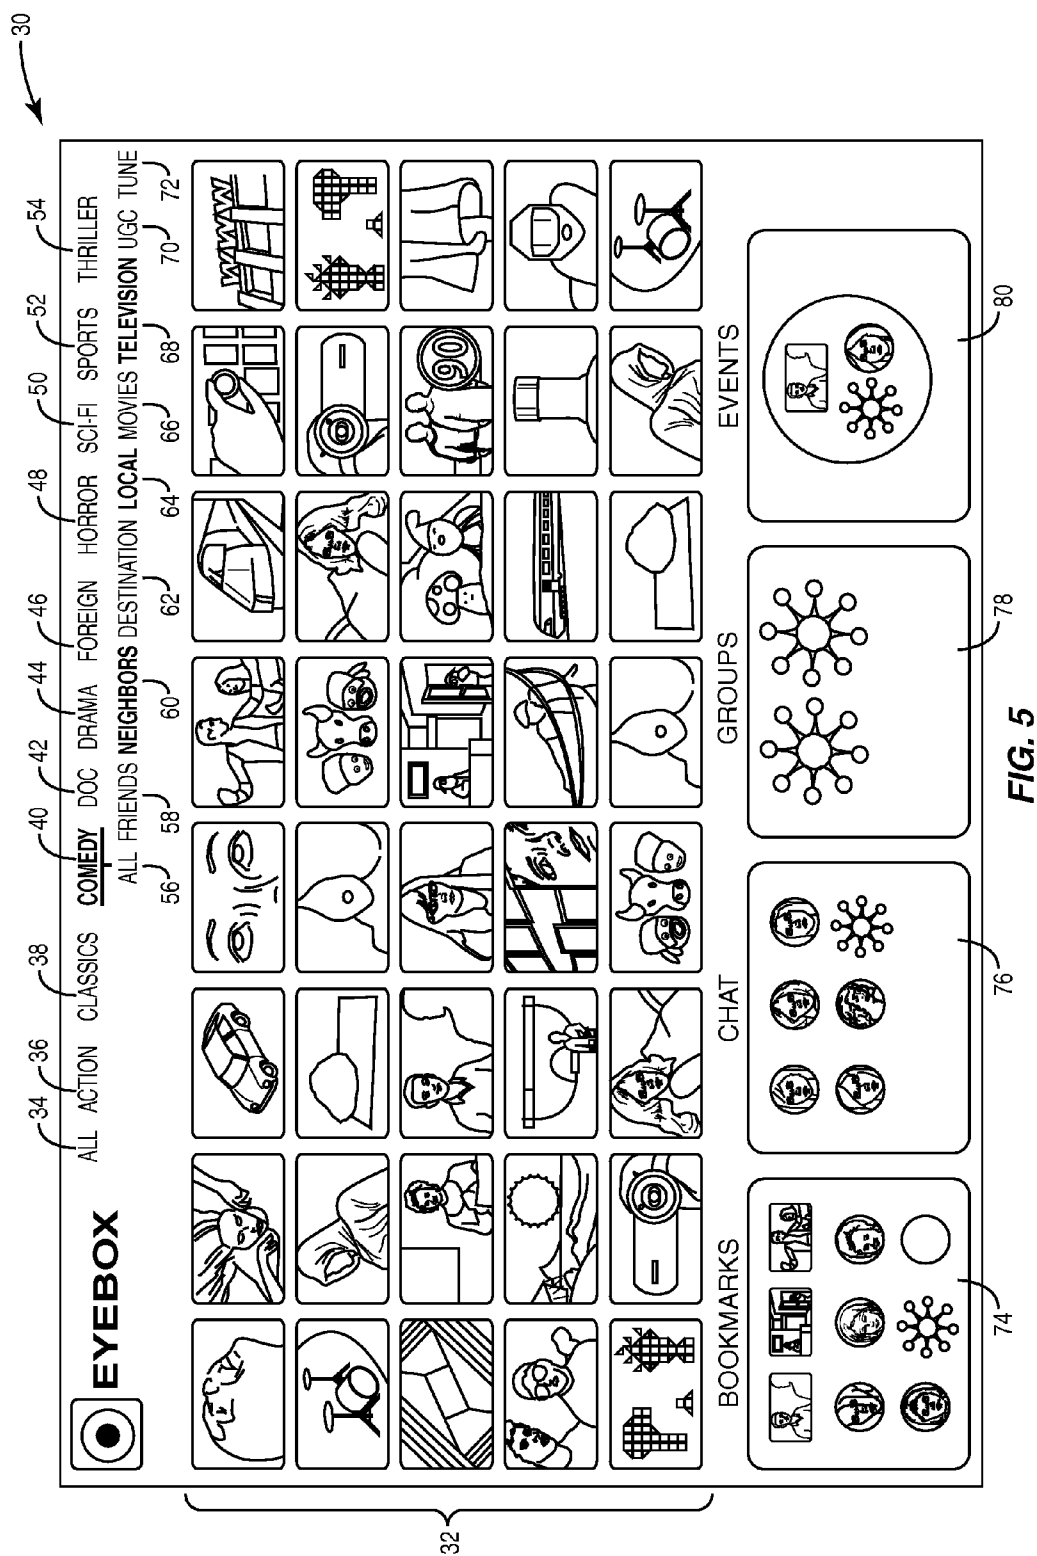 30
34 36 38 40 42 44 46 48 50 52 54
EYEBOX
ALL ACTION CLASSICS COMEDY DOC DRAMA FOREIGN HORROR SCI-FI SPORTS THRILLER
ALL FRIENDS NEIGHBORS DESTINATION LOCAL MOVIES TELEVISION UGC TUNE
56 58 60 62 64 66 68 70 72
90
32
BOOKMARKS CHAT GROUPS EVENTS
74 76 78 80
FIG. 5